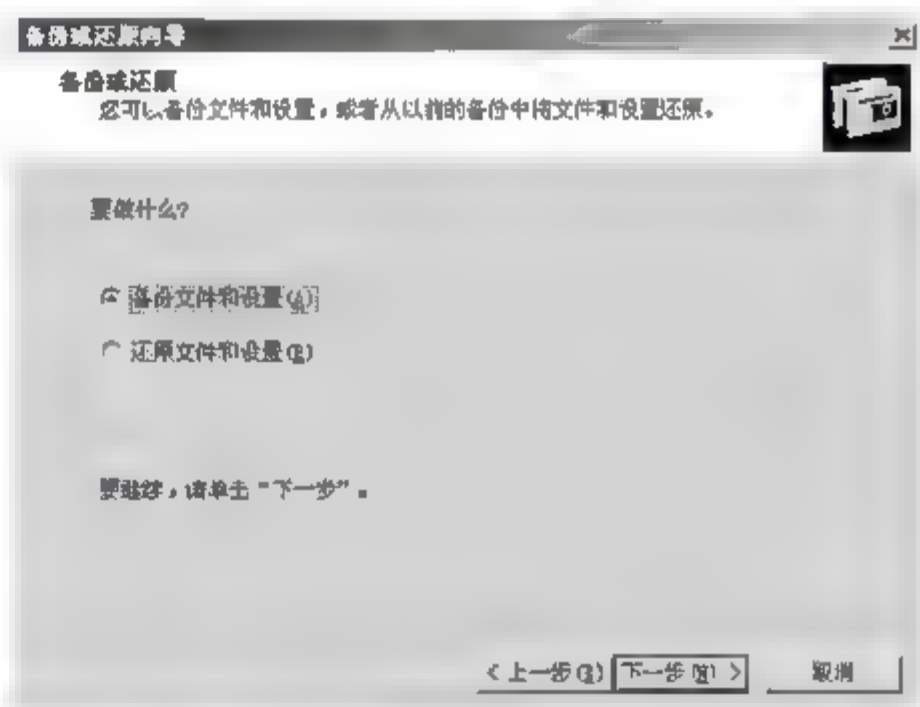 备份或还原向导
备份或还原
您可以备份文件和设置，或者从以前的备份中将文件和设置还原。
要做什么?
备份文件和设置(A)
还原文件和设置(R)
要继续，请单击“下一步”。
< 上一步(B) 下一步(N) > 取消